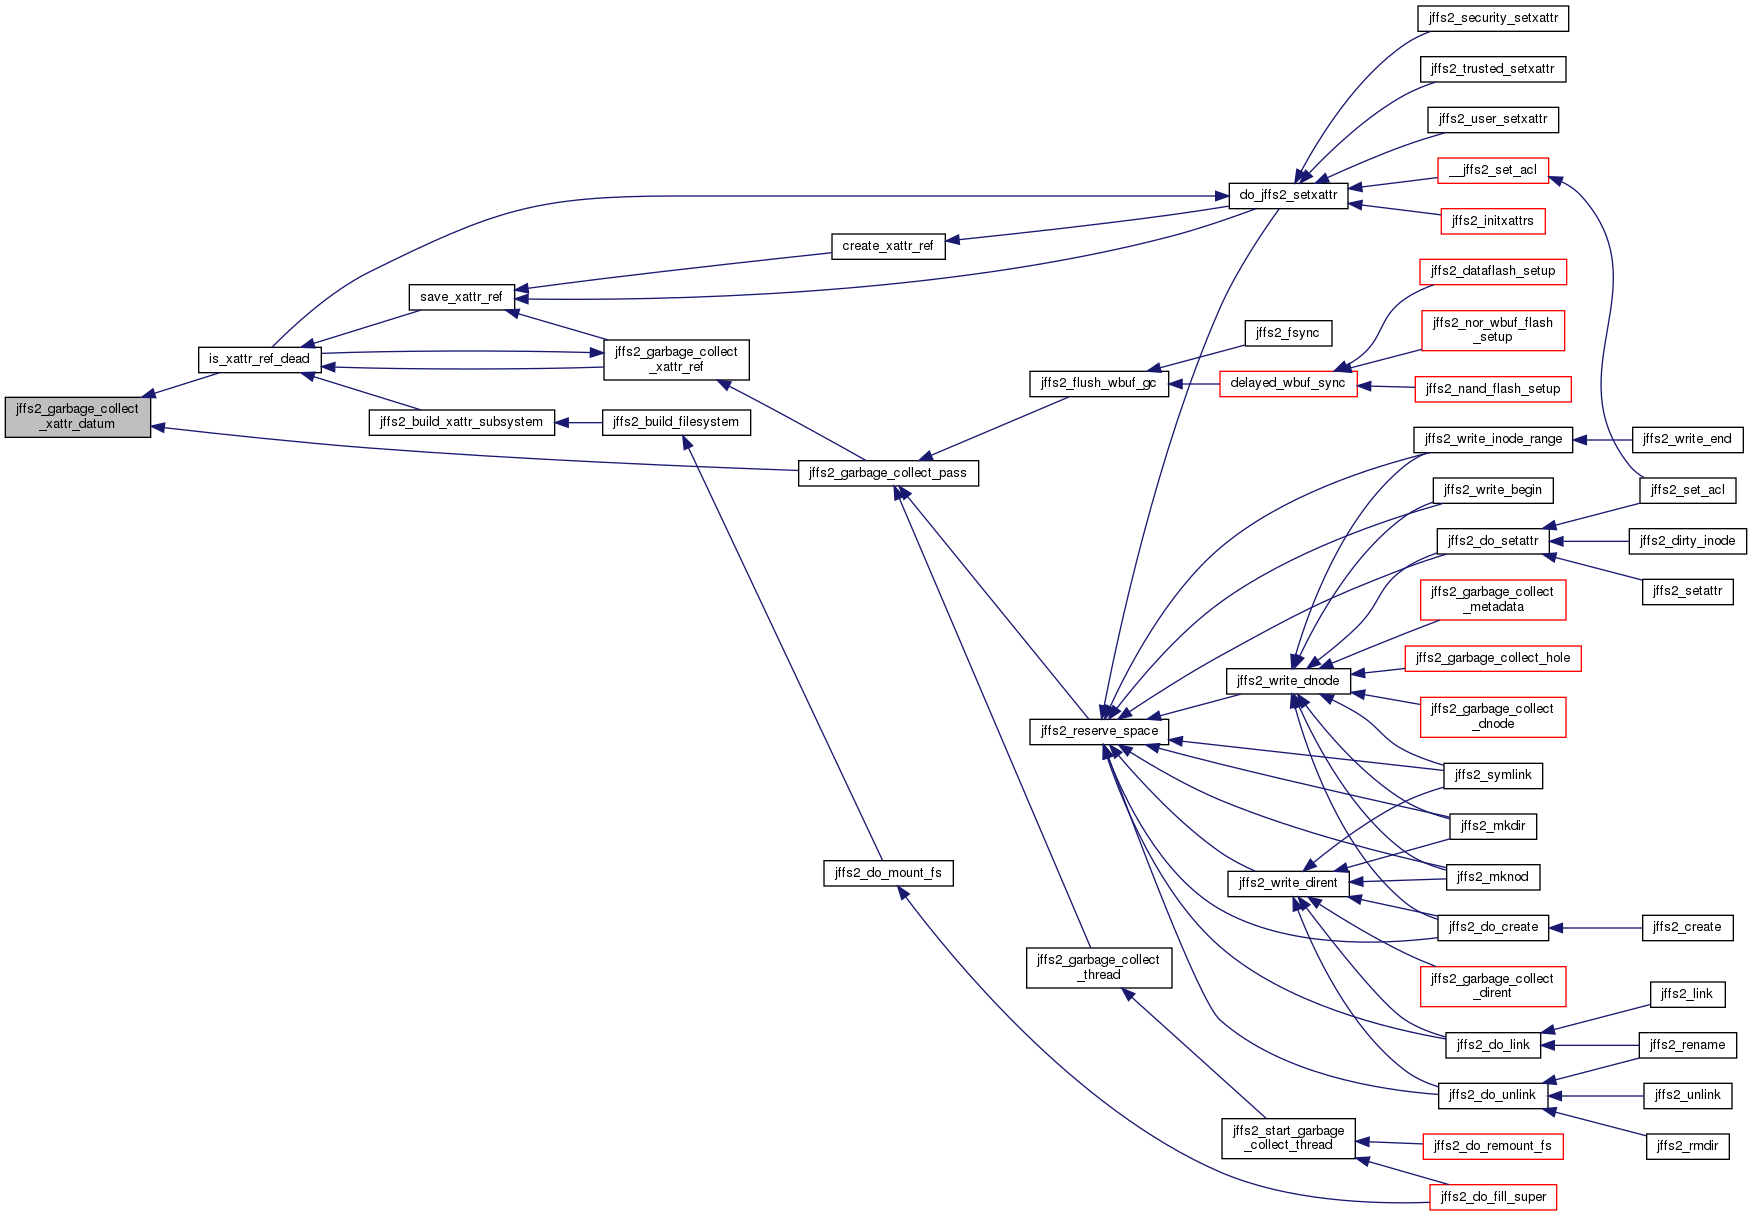 jffs2_security_setxattr
jffs2_trusted_setxattr
jffs2_user_setxattr
__jffs2_set_acl
do_jffs2_setxattr
jffs2_initxattrs
create_xattr_ref
jffs2_dataflash_setup
save_xattr_ref
jffs2_nor_wbuf_flash
_setup
jffs2_fsync
is_xattr_ref_dead
jffs2_garbage_collect
_xattr_ref
jffs2_flush_wbuf_gc
delayed_wbuf_sync
jffs2_nand_flash_setup
jffs2_garbage_collect
_xattr_datum
jffs2_build_xattr_subsystem
jffs2_build_filesystem
jffs2_write_inode_range
jffs2_write_end
jffs2_garbage_collect_pass
jffs2_write_begin
jffs2_set_acl
jffs2_do_setattr
jffs2_dirty_inode
jffs2_garbage_collect
_metadata
jffs2_setattr
jffs2_garbage_collect_hole
jffs2_write_dnode
jffs2_garbage_collect
_dnode
jffs2_reserve_space
jffs2_symlink
jffs2_mkdir
jffs2_do_mount_fs
jffs2_write_dirent
jffs2_mknod
jffs2_do_create
jffs2_create
jffs2_garbage_collect
_thread
jffs2_garbage_collect
_dirent
jffs2_link
jffs2_do_link
jffs2_rename
jffs2_do_unlink
jffs2_unlink
jffs2_start_garbage
_collect_thread
jffs2_do_remount_fs
jffs2_rmdir
jffs2_do_fill_super